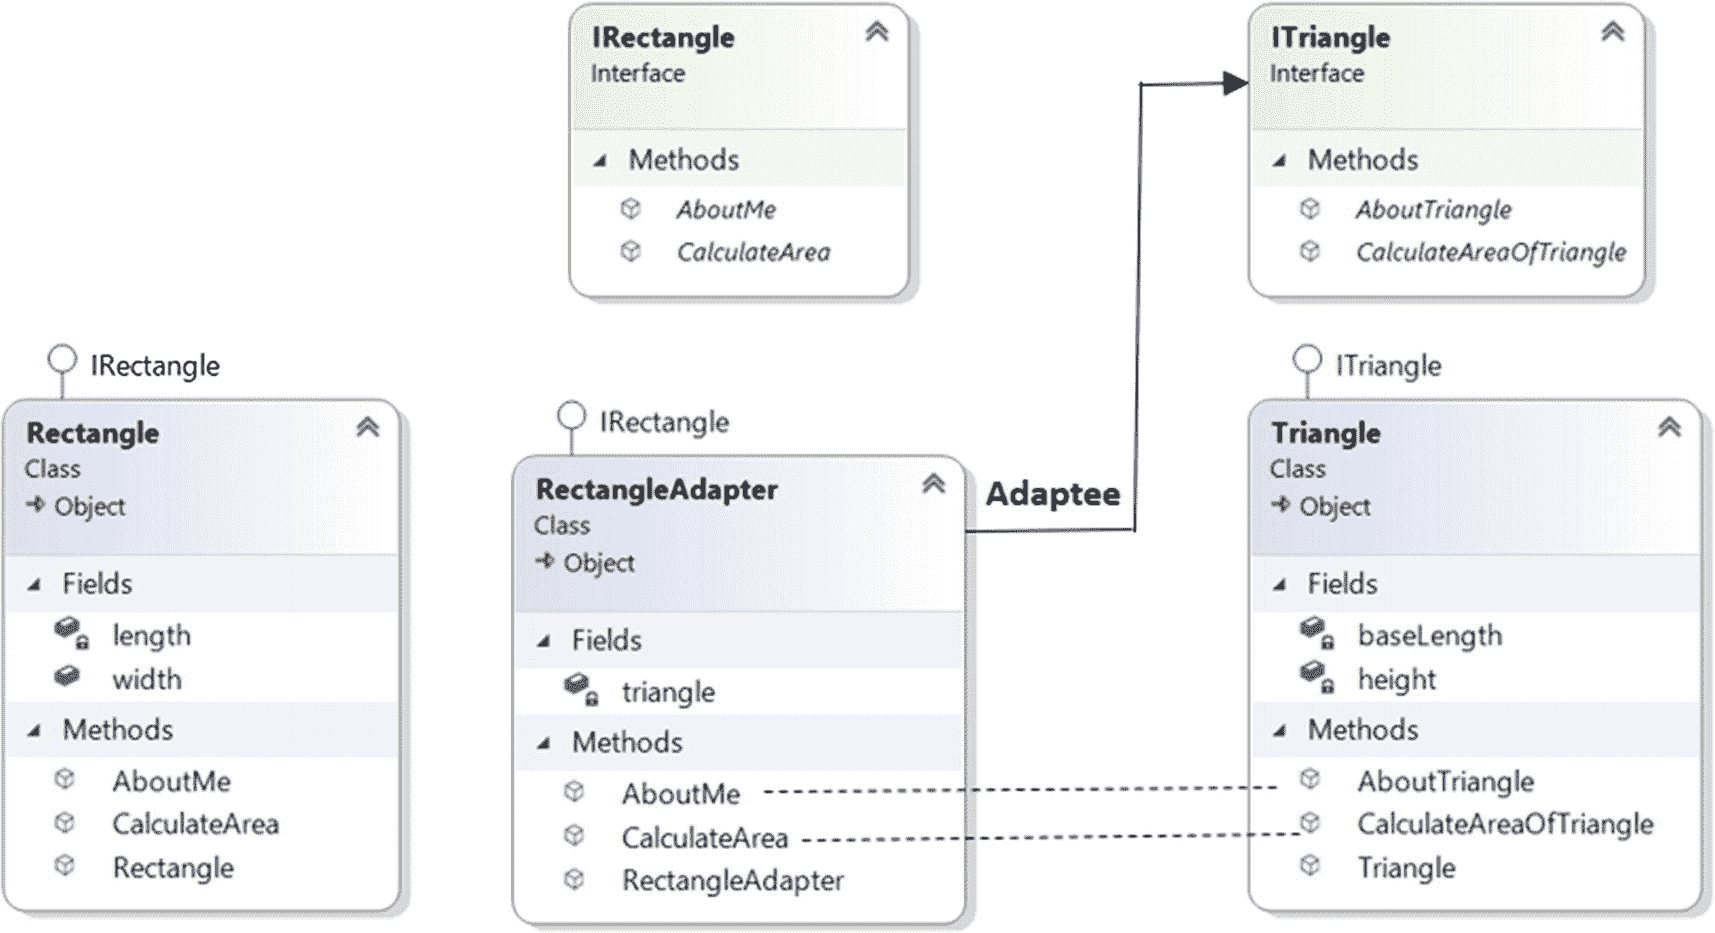 IRectangle
Interface
Methods
AboutMe
CalculateArea
ITriangle
Interface
Methods
AboutTriangle
CalculateAreaOfTriangle
IRectangle
Rectangle
Class
Object
Fields
length
width
Methods
AboutMe
CalculateArea
Rectangle
IRectangle
RectangleAdapter
Class
Object
Fields
triangle
Methods
AboutMe
CalculateArea
RectangleAdapter
Adaptee
ITriangle
Triangle
Class
Object
Fields
baseLength
height
Methods
AboutTriangle
CalculateAreaOfTriangle
Triangle